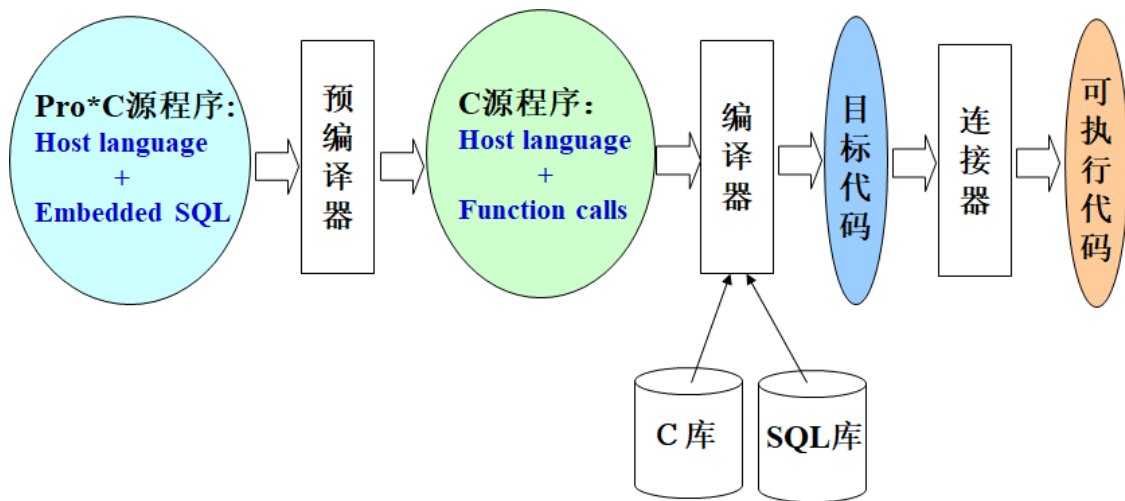 Pro*C源程序:
Host language
+
Embedded SQL
预编译器
C源程序：
Host language
+
Function calls
编译器
目标代码
连接器
可执行代码
C 库
SQL库